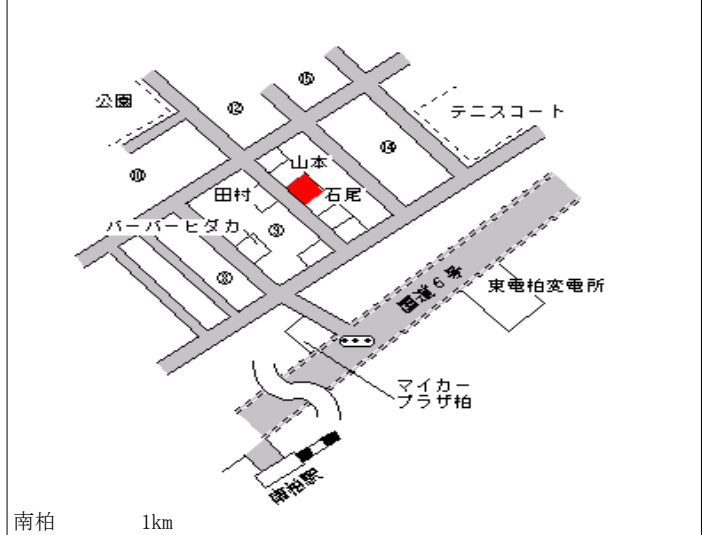 ⑮
公園
⑫
テニスコート
⑭
山本
⑩
田村
石尾
バーバーヒダカ
⑨
⑧
国道6号
東電柏変電所
マイカー
プラザ柏
南柏駅
南柏 1km